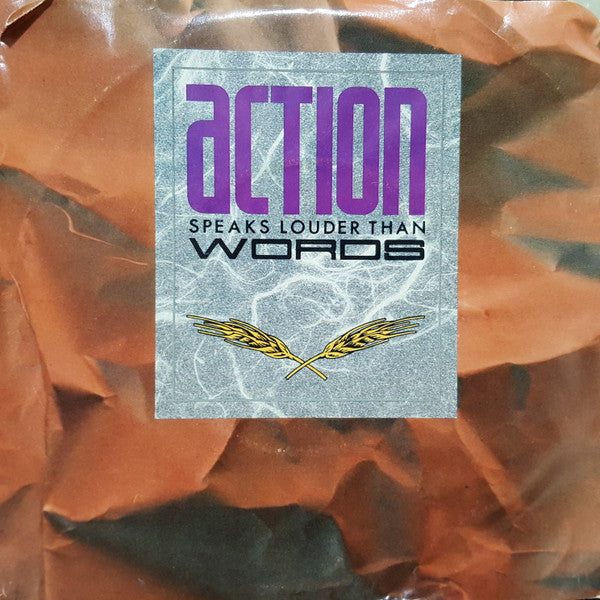 action
SPEAKS LOUDER THAN
WORDS